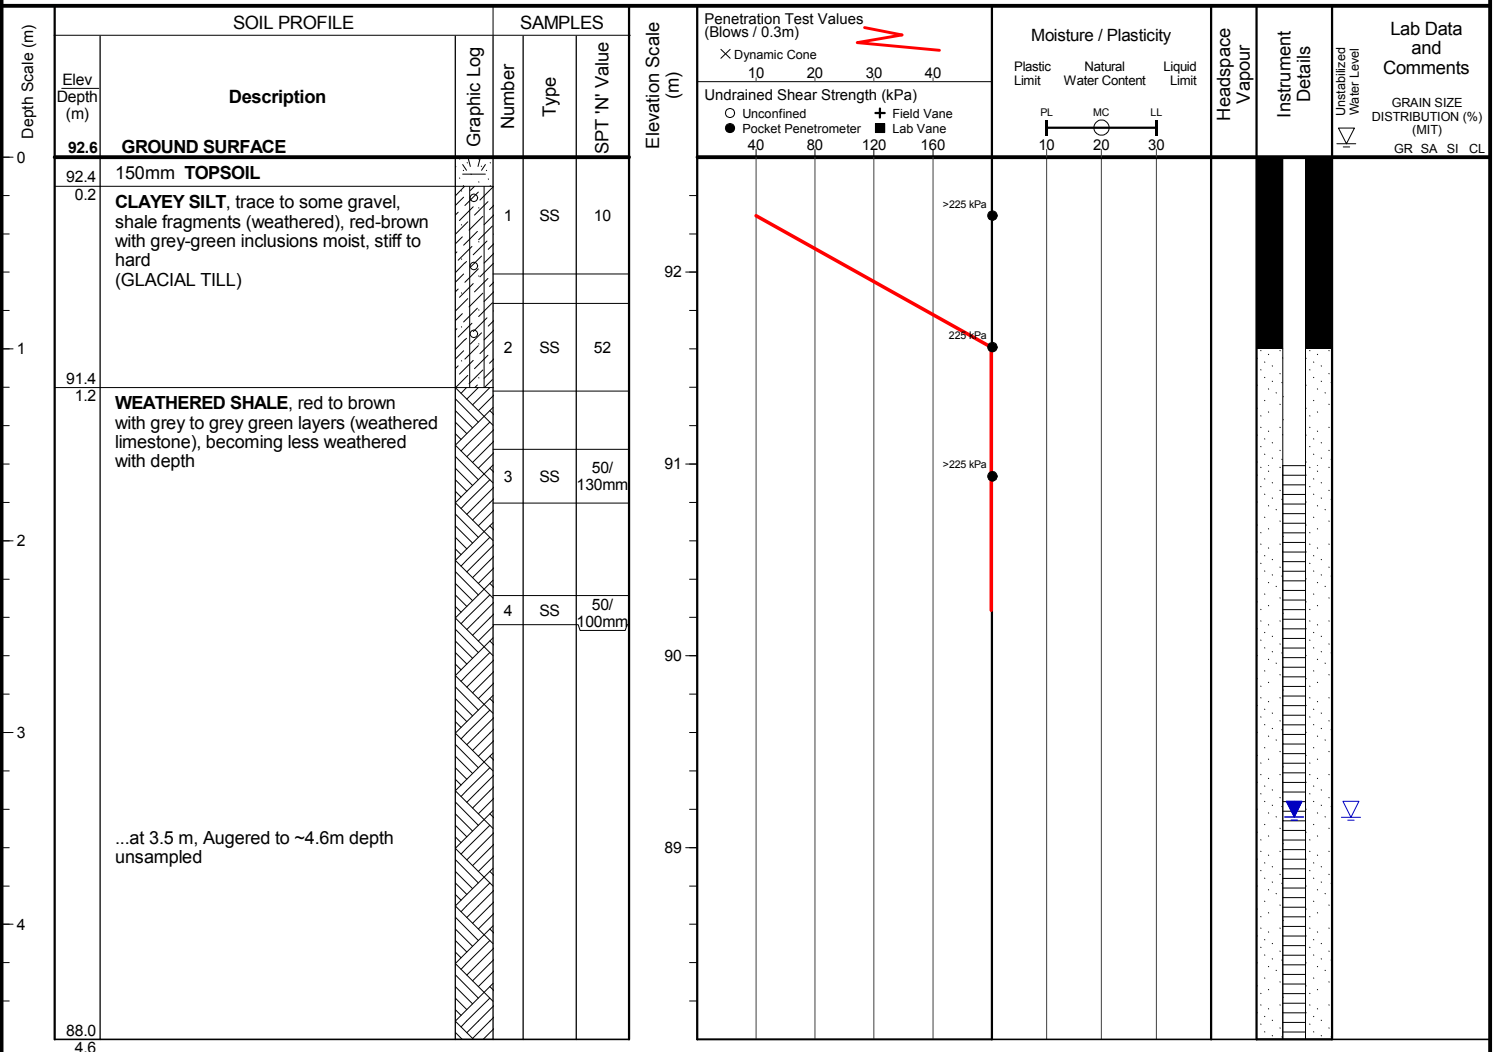 SOIL PROFILE
SAMPLES
Depth Scale (m)
Elev
Depth
(m)
Description
Graphic Log
Number
Type
SPT 'N' Value
Elevation Scale
(m)
Penetration Test Values
(Blows / 0.3m)
× Dynamic Cone
10 20 30 40
Undrained Shear Strength (kPa)
Unconfined
Field Vane
Pocket Penetrometer
Lab Vane
40 80 120 160
Moisture / Plasticity
Plastic
Limit
Natural
Water Content
Liquid
Limit
PL MC LL
10 20 30
Headspace
Vapour
Instrument
Details
Unstabilized
Water Level
Lab Data
and
Comments
GRAIN SIZE
DISTRIBUTION (%)
(MIT)
GR SA SI CL
92.6 GROUND SURFACE
0
92.4 150mm TOPSOIL
0.2
CLAYEY SILT, trace to some gravel,
shale fragments (weathered), red-brown
with grey-green inclusions moist, stiff to
hard
(GLACIAL TILL)
1 SS 10
>225 kPa
92
1
2 SS 52
225 kPa
91.4
1.2
WEATHERED SHALE, red to brown
with grey to grey green layers (weathered
limestone), becoming less weathered
with depth
3 SS 50/
130mm
91
>225 kPa
2
4 SS 50/
100mm
90
3
...at 3.5 m, Augered to ~4.6m depth
unsampled
89
4
88.0
4.6